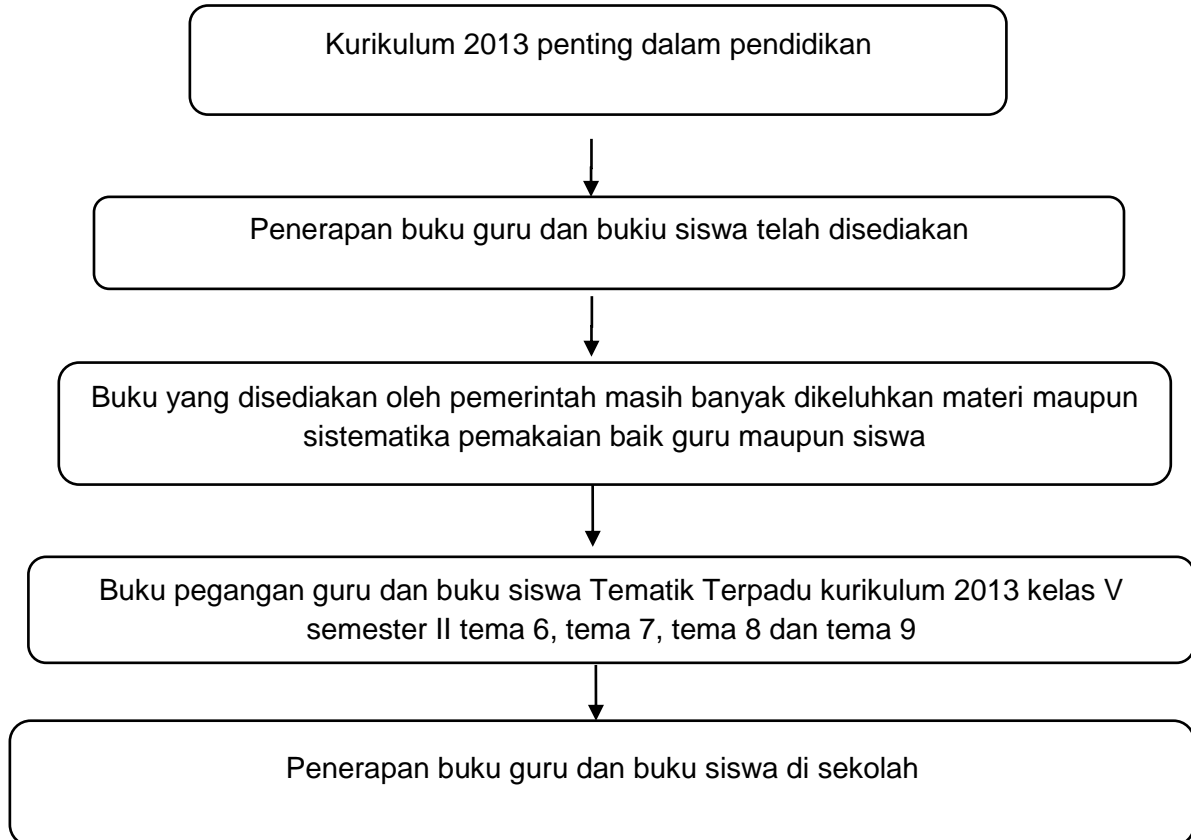 Kurikulum 2013 penting dalam pendidikan
Penerapan buku guru dan bukiu siswa telah disediakan
Buku yang disediakan oleh pemerintah masih banyak dikeluhkan materi maupun
sistematika pemakaian baik guru maupun siswa
Buku pegangan guru dan buku siswa Tematik Terpadu kurikulum 2013 kelas V
semester II tema 6, tema 7, tema 8 dan tema 9
Penerapan buku guru dan buku siswa di sekolah